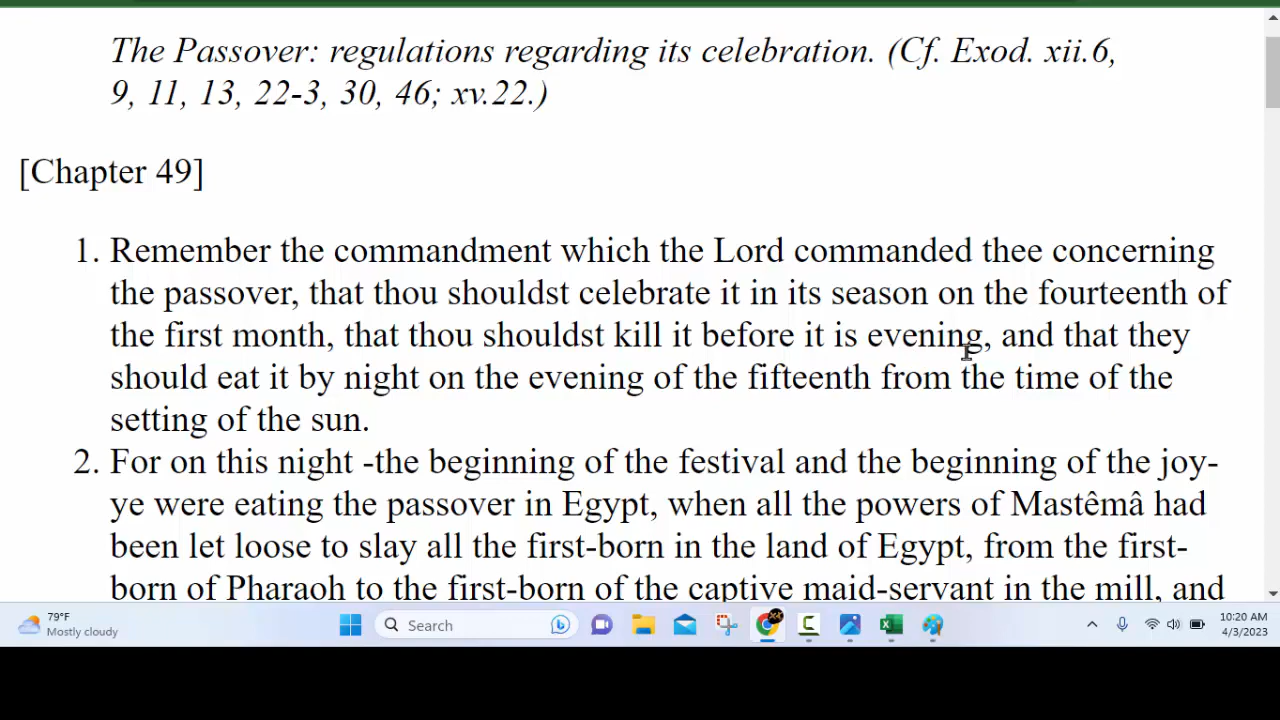 The Passover: regulations regarding its celebration. (Cf. Exod. xii.6,
9, 11, 13, 22-3, 30, 46; xv.22.)
[Chapter 49]
1. Remember the commandment which the Lord commanded thee concerning
the passover, that thou shouldst celebrate it in its season on the fourteenth of
the first month, that thou shouldst kill it before it is evening, and that they
should eat it by night on the evening of the fifteenth from the time of the
setting of the sun.
2. For on this night -the beginning of the festival and the beginning of the joy-
ye were eating the passover in Egypt, when all the powers of Mastêmâ had
been let loose to slay all the first-born in the land of Egypt, from the first-
born of Pharaoh to the first-born of the captive maid-servant in the mill, and
79°F
Mostly cloudy
Search
10:20 AM
4/3/2023